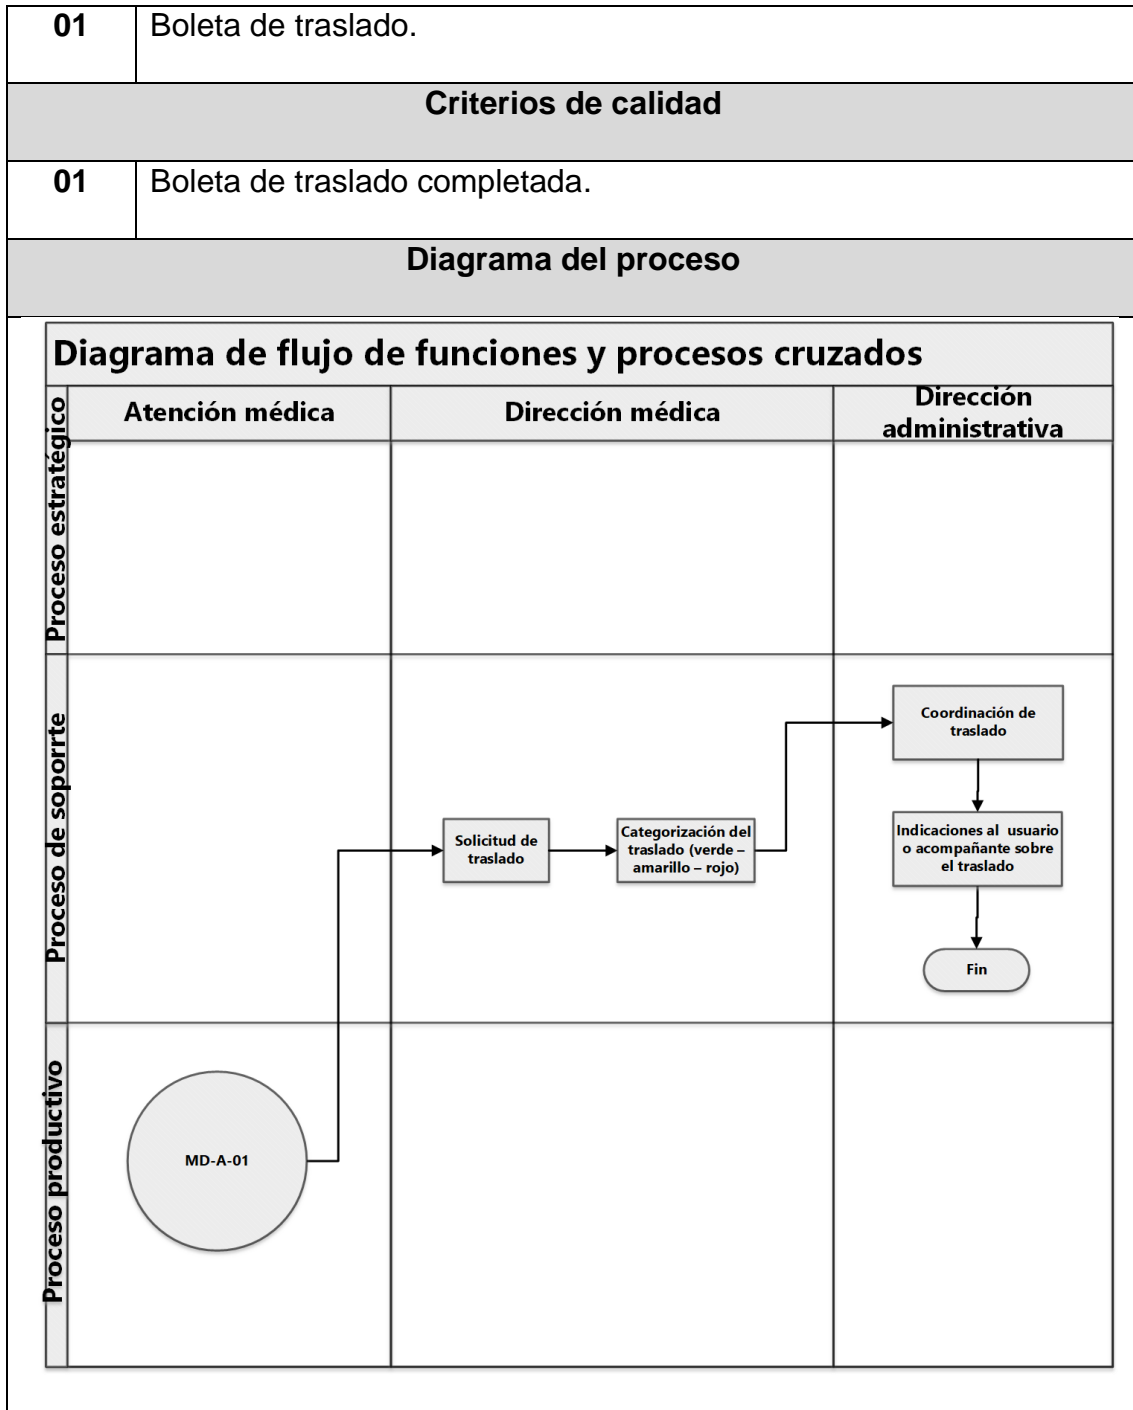 01 Boleta de traslado.
Criterios de calidad
01 Boleta de traslado completada.
Diagrama del proceso
Diagrama de flujo de funciones y procesos cruzados
Atención médica
Dirección médica
Dirección
administrativa
Proceso estratégico
Proceso de soporrte
Coordinación de
traslado
Solicitud de
traslado
Categorización del
traslado (verde –
amarillo – rojo)
Indicaciones al usuario
o acompañante sobre
el traslado
Fin
Proceso productivo
MD-A-01